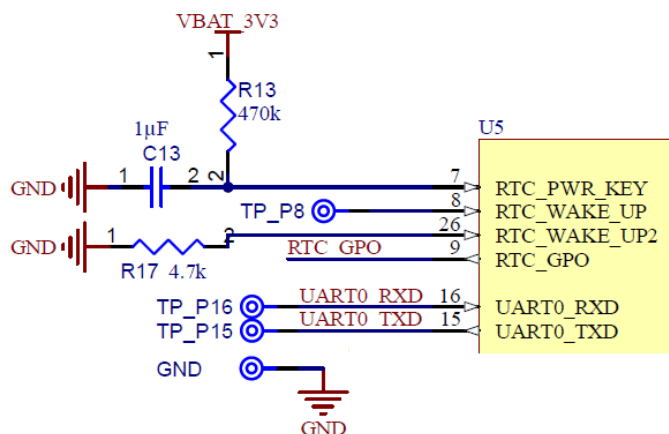 VBAT_3V3
1
R13
470k
1µF
C13
U5
GND 1 2 2 7 RTC_PWR_KEY
TP_P8 8 RTC_WAKE_UP
GND 1 2 26 RTC_WAKE_UP2
R17 4.7k RTC_GPO 9 RTC_GPO
TP_P16 UART0_RXD 16 UART0_RXD
TP_P15 UART0_TXD 15 UART0_TXD
GND
GND